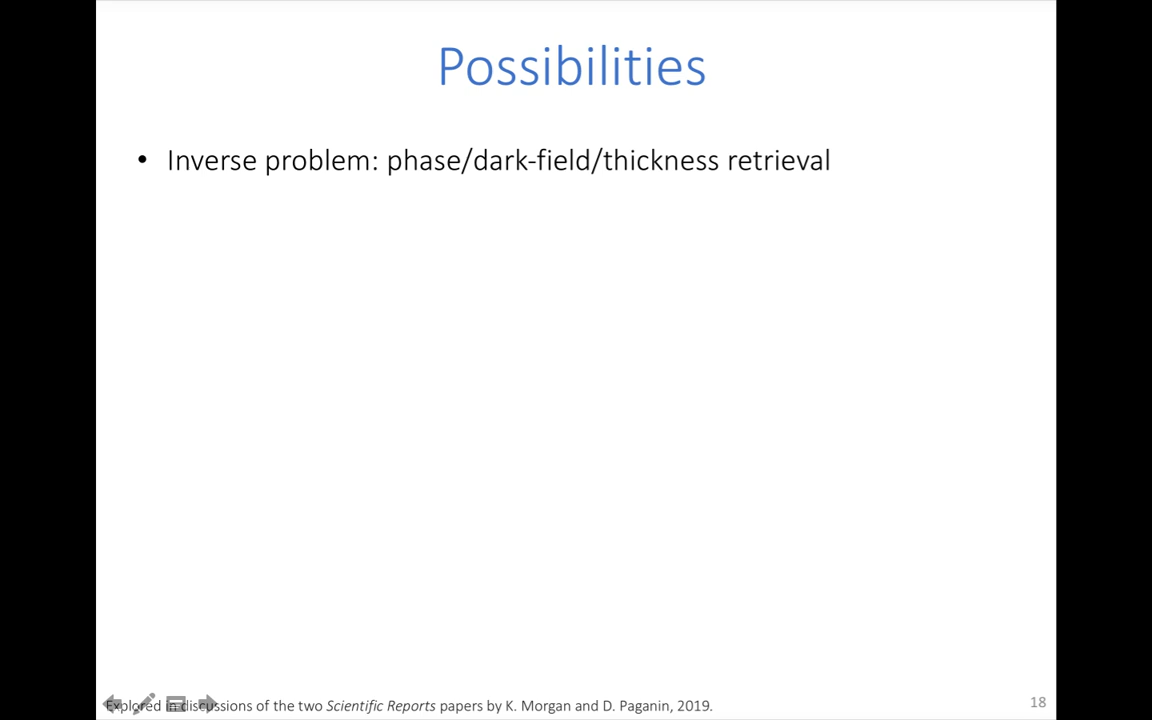 Possibilities
• Inverse problem: phase/dark-field/thickness retrieval
Explored in discussions of the two Scientific Reports papers by K. Morgan and D. Paganin, 2019.
18